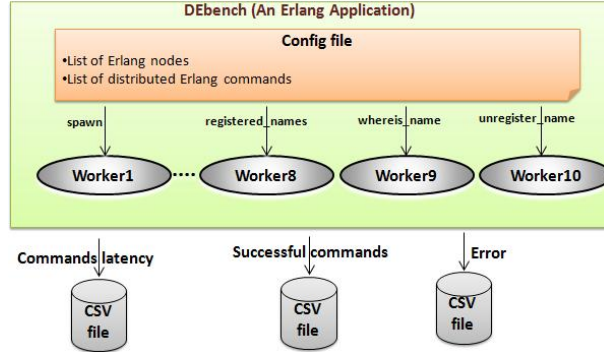 DEbench (An Erlang Application)
Config file
•List of Erlang nodes
•List of distributed Erlang commands
spawn
registered_names
whereis_name
unregister_name
Worker1
....
Worker8
Worker9
Worker10
Commands latency
Successful commands
Error
CSV
file
CSV
file
CSV
file